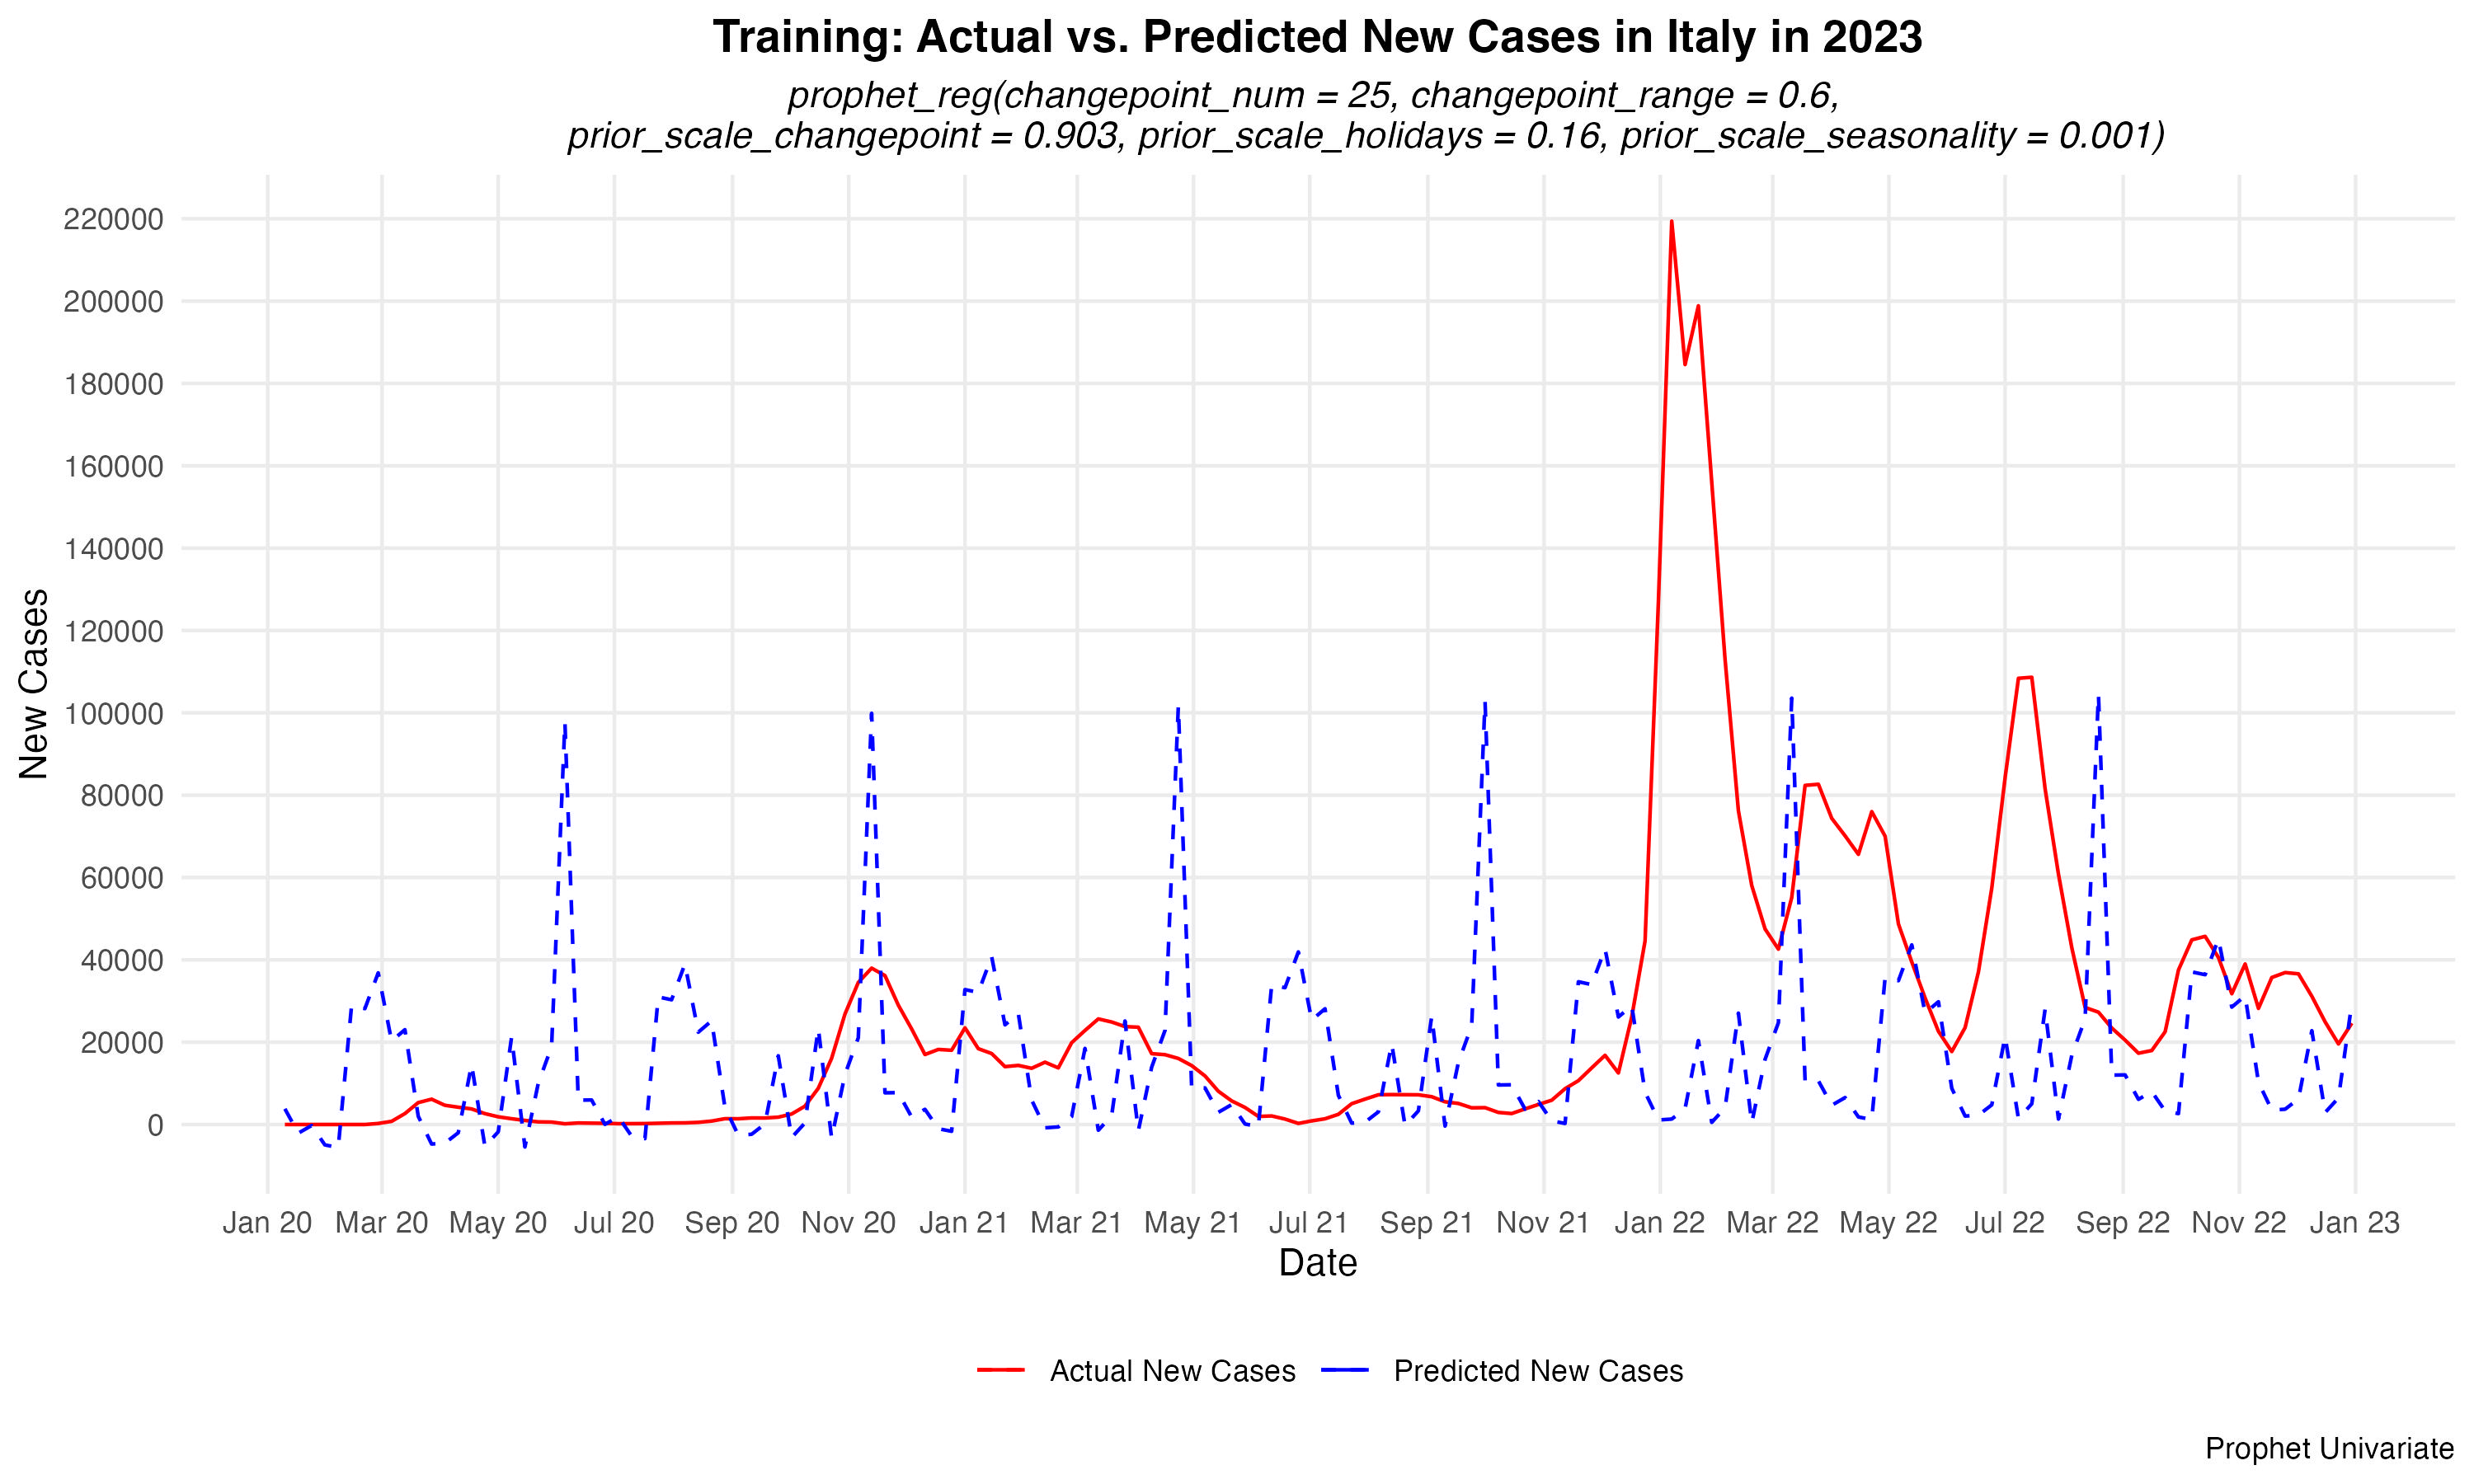 Training: Actual vs. Predicted New Cases in Italy in 2023
prophet_reg(changepoint_num = 25, changepoint_range = 0.6,
prior_scale_changepoint = 0.903, prior_scale_holidays = 0.16, prior_scale_seasonality = 0.001)
220000
200000
180000
160000
140000
120000
100000
80000
60000
40000
20000
0
New Cases
Jan 20 Mar 20 May 20 Jul 20 Sep 20 Nov 20 Jan 21 Mar 21 May 21 Jul 21 Sep 21 Nov 21 Jan 22 Mar 22 May 22 Jul 22 Sep 22 Nov 22 Jan 23
Date
Actual New Cases Predicted New Cases
Prophet Univariate